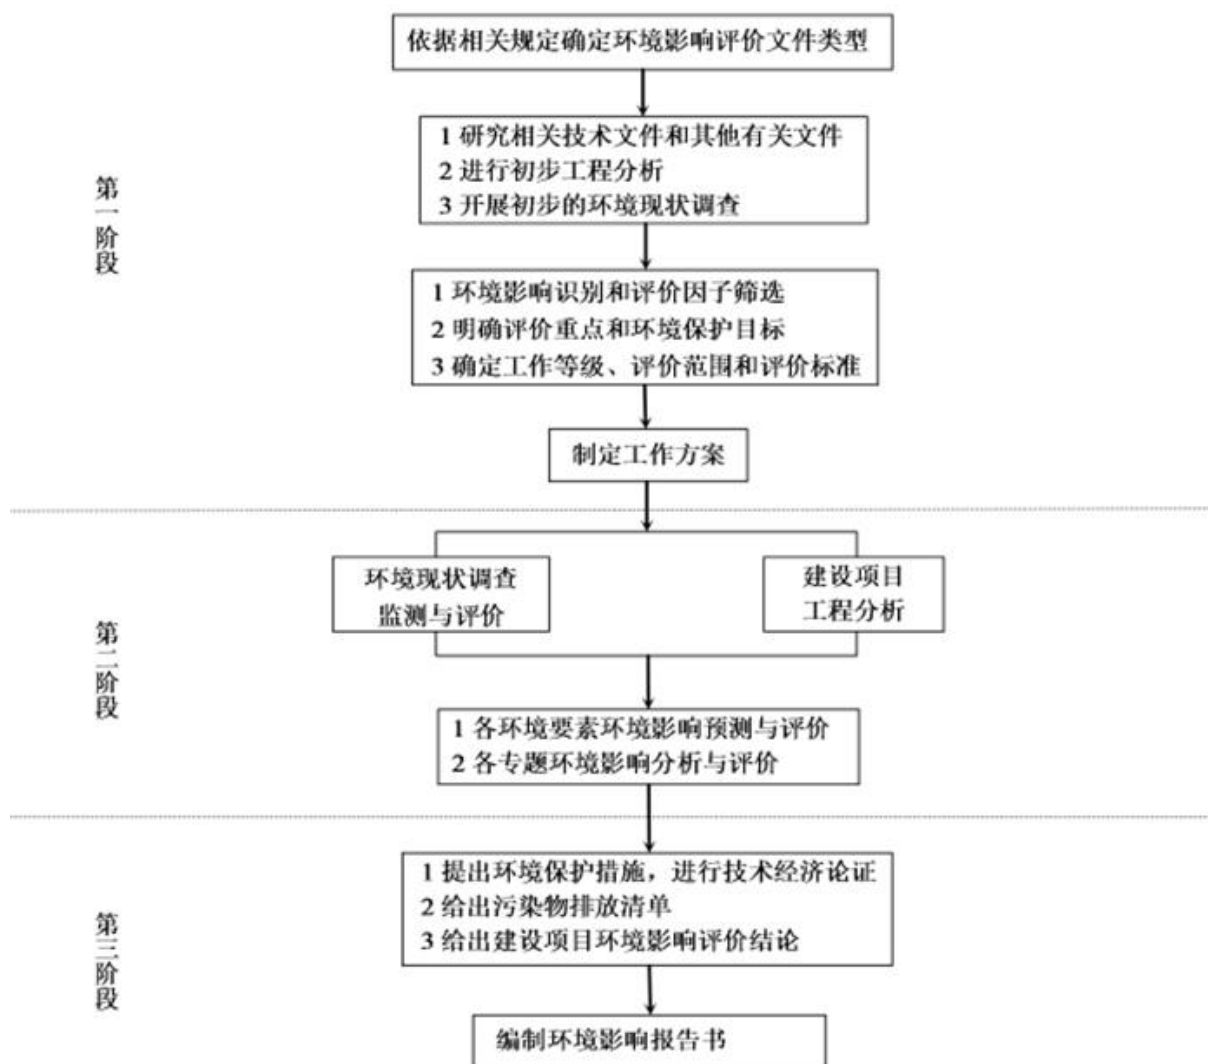 依据相关规定确定环境影响评价文件类型
第一阶段
1 研究相关技术文件和其他有关文件
2 进行初步工程分析
3 开展初步的环境现状调查
1 环境影响识别和评价因子筛选
2 明确评价重点和环境保护目标
3 确定工作等级、评价范围和评价标准
制定工作方案
第二阶段
环境现状调查
监测与评价
建设项目
工程分析
1 各环境要素环境影响预测与评价
2 各专题环境影响分析与评价
第三阶段
1 提出环境保护措施，进行技术经济论证
2 给出污染物排放清单
3 给出建设项目环境影响评价结论
编制环境影响报告书